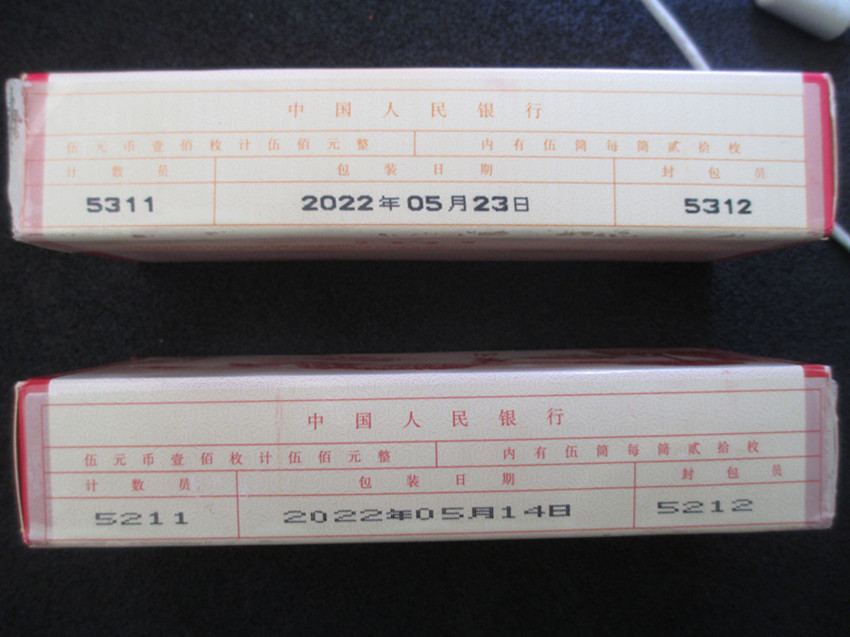 中国人民银行
伍元币壹佰枚计伍佰元整 内有伍筒每筒贰拾枚
计数员 包装日期 封包员
5311 2022年05月23日 5312
中国人民银行
伍元币壹佰枚计伍佰元整 内有伍筒每筒贰拾枚
计数员 包装日期 封包员
5211 2022年05月14日 5212